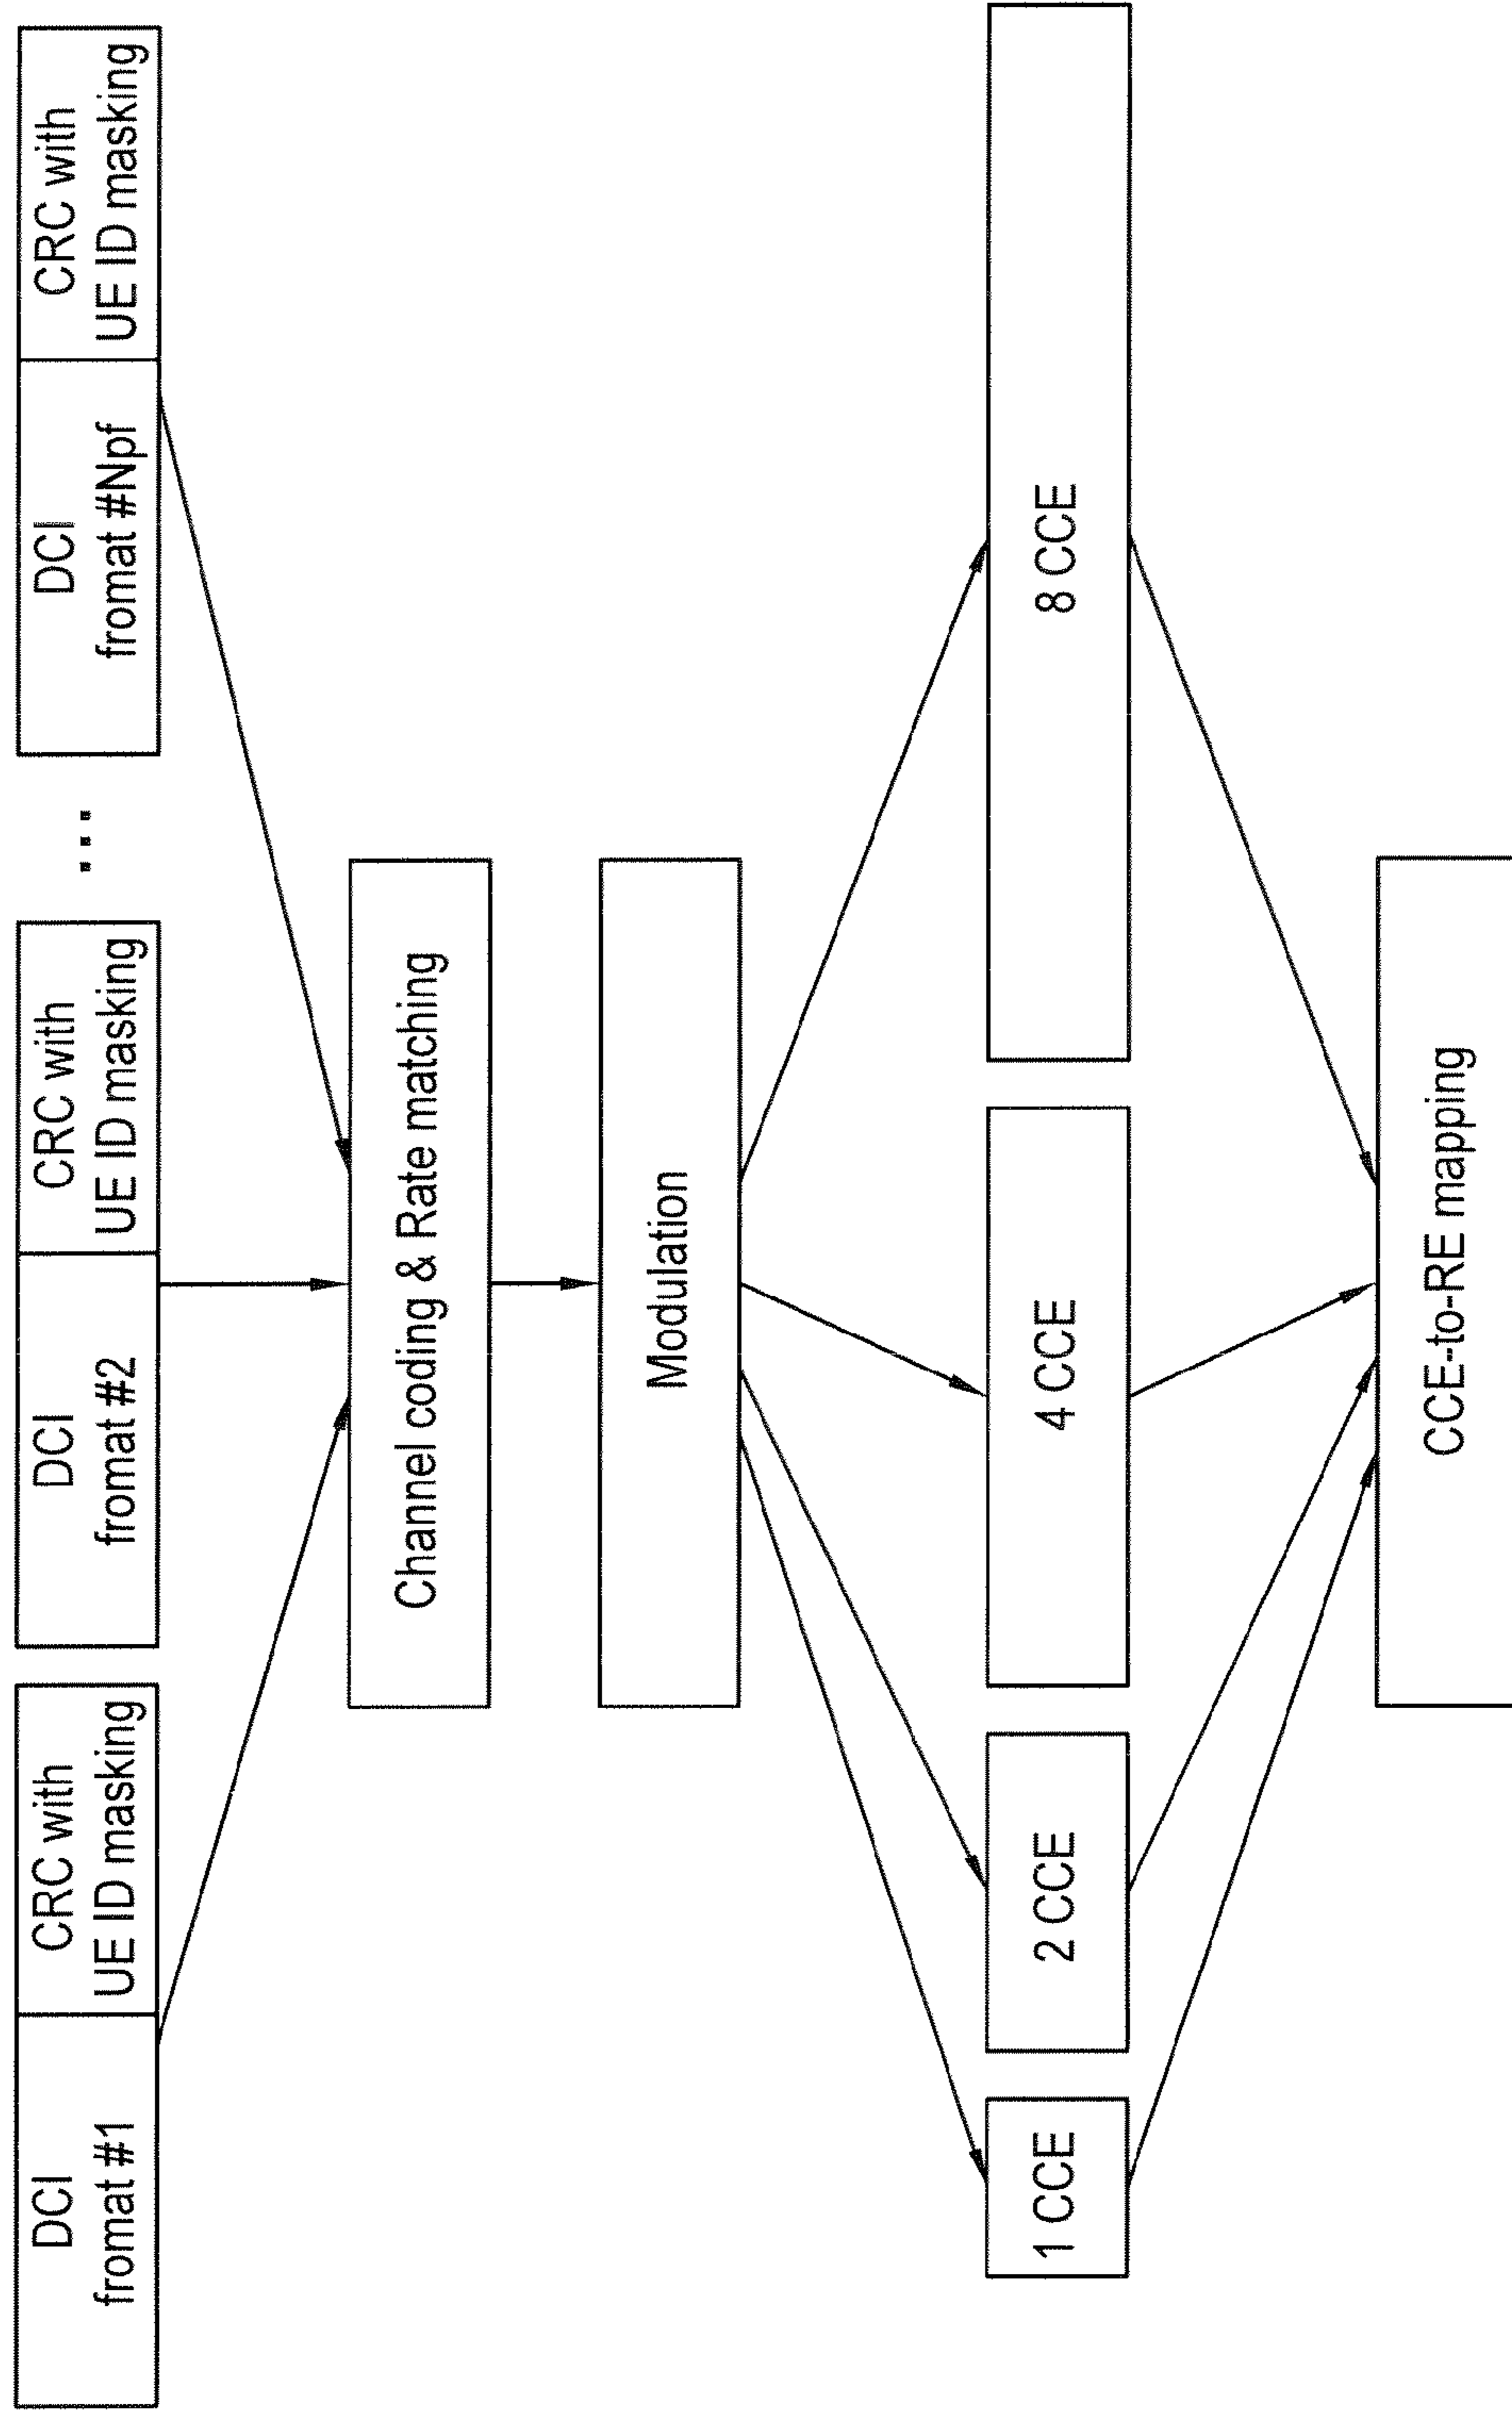 DCI
fromat #1
CRC with
UE ID masking
DCI
fromat #2
CRC with
UE ID masking
...
DCI
fromat #Npf
CRC with
UE ID masking
Channel coding & Rate matching
Modulation
1 CCE
2 CCE
4 CCE
8 CCE
CCE-to-RE mapping